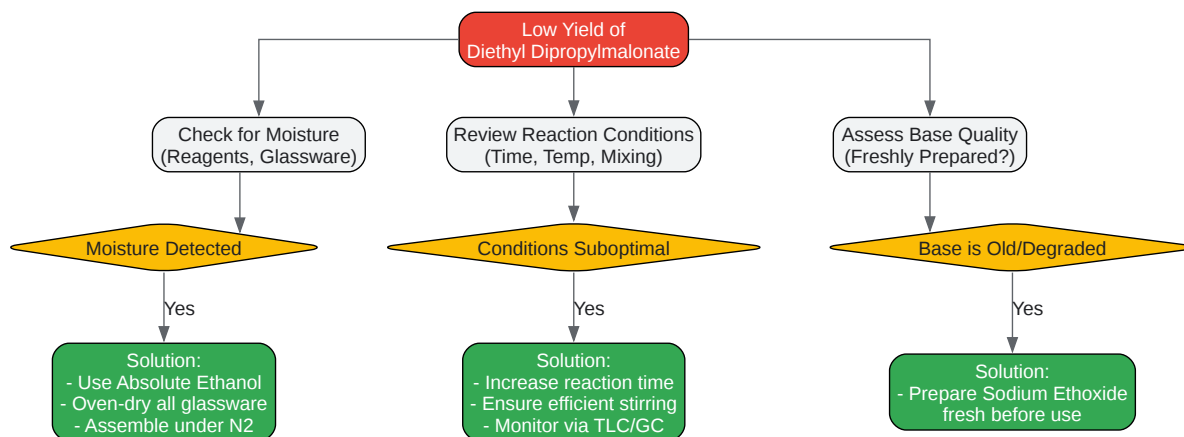 Low Yield of
Diethyl Dipropylmalonate
Check for Moisture
(Reagents, Glassware)
Review Reaction Conditions
(Time, Temp, Mixing)
Assess Base Quality
(Freshly Prepared?)
Moisture Detected
Conditions Suboptimal
Base is Old/Degraded
Yes
Yes
Yes
Solution:
- Use Absolute Ethanol
- Oven-dry all glassware
- Assemble under N2
Solution:
- Increase reaction time
- Ensure efficient stirring
- Monitor via TLC/GC
Solution:
- Prepare Sodium Ethoxide
fresh before use